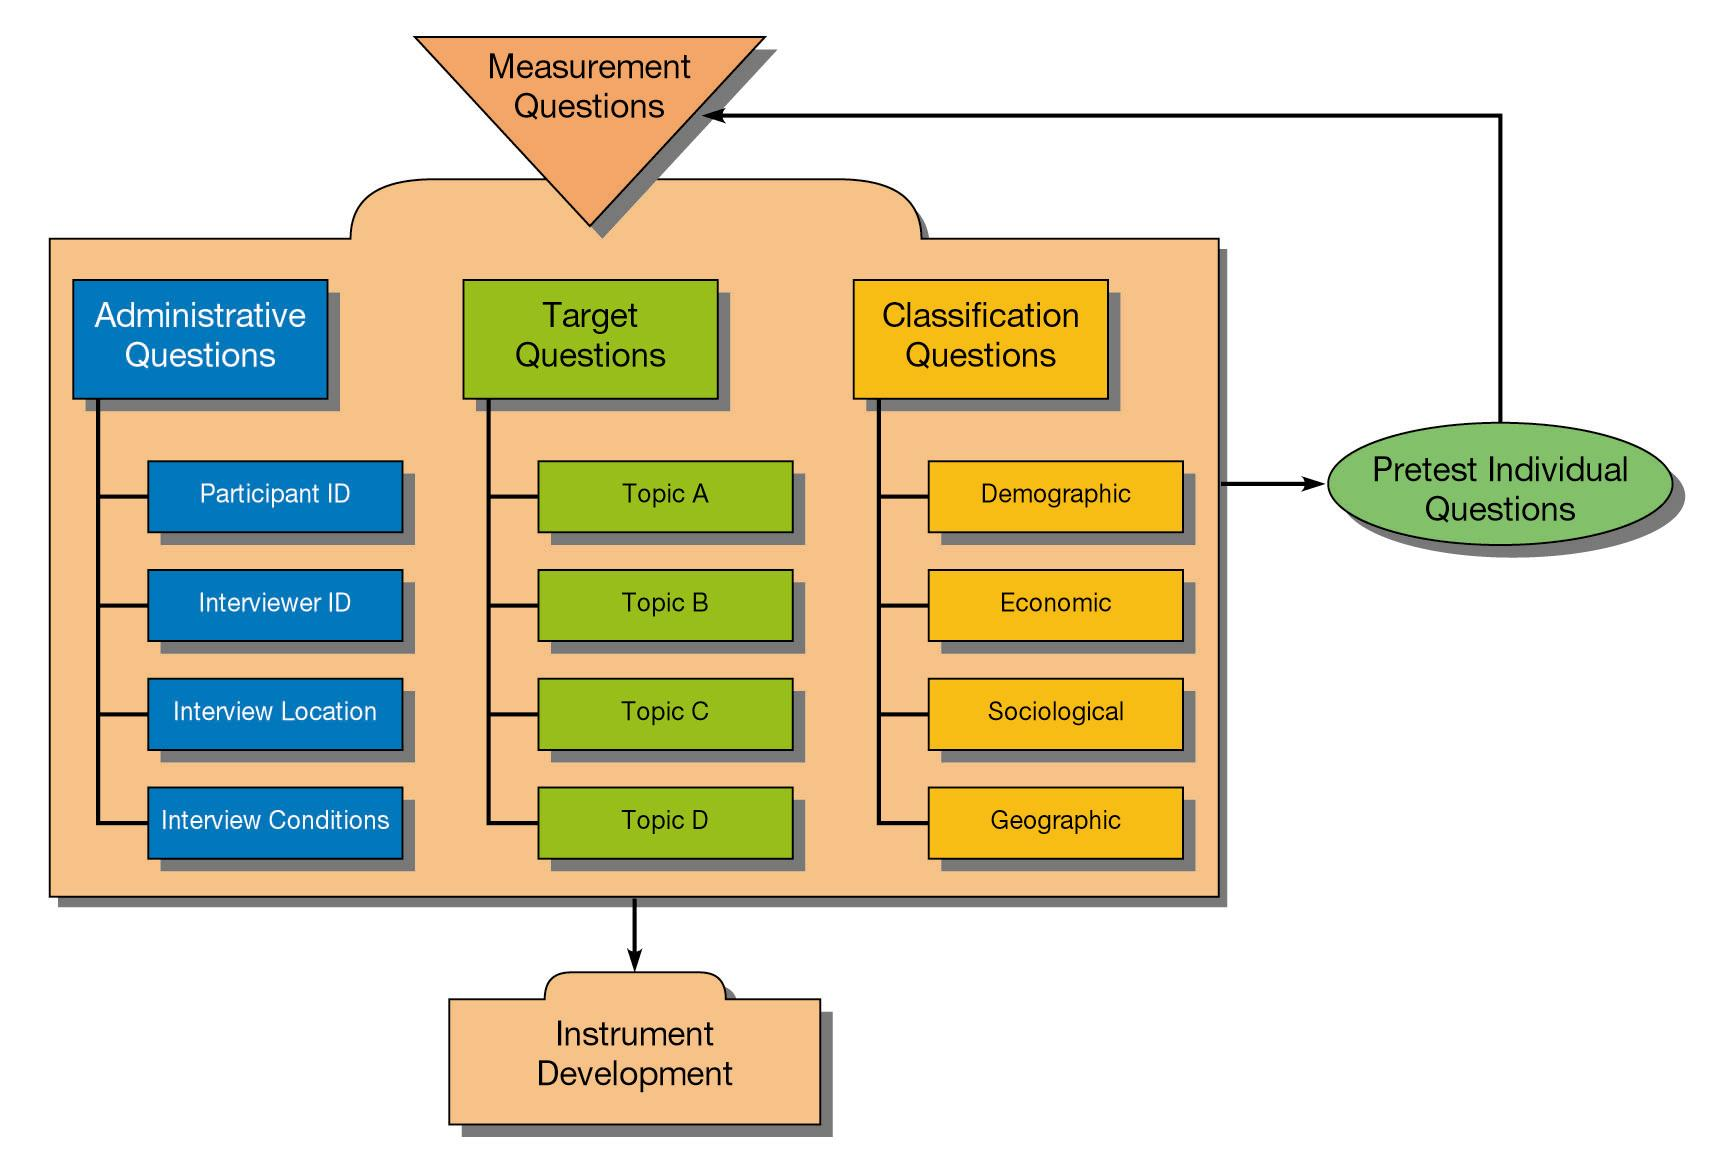 Measurement
Questions
Administrative
Questions
Participant ID
Interviewer ID
Interview Location
Interview Conditions
Target
Questions
Topic A
Topic B
Topic C
Topic D
Classification
Questions
Demographic
Economic
Sociological
Geographic
Pretest Individual
Questions
Instrument
Development